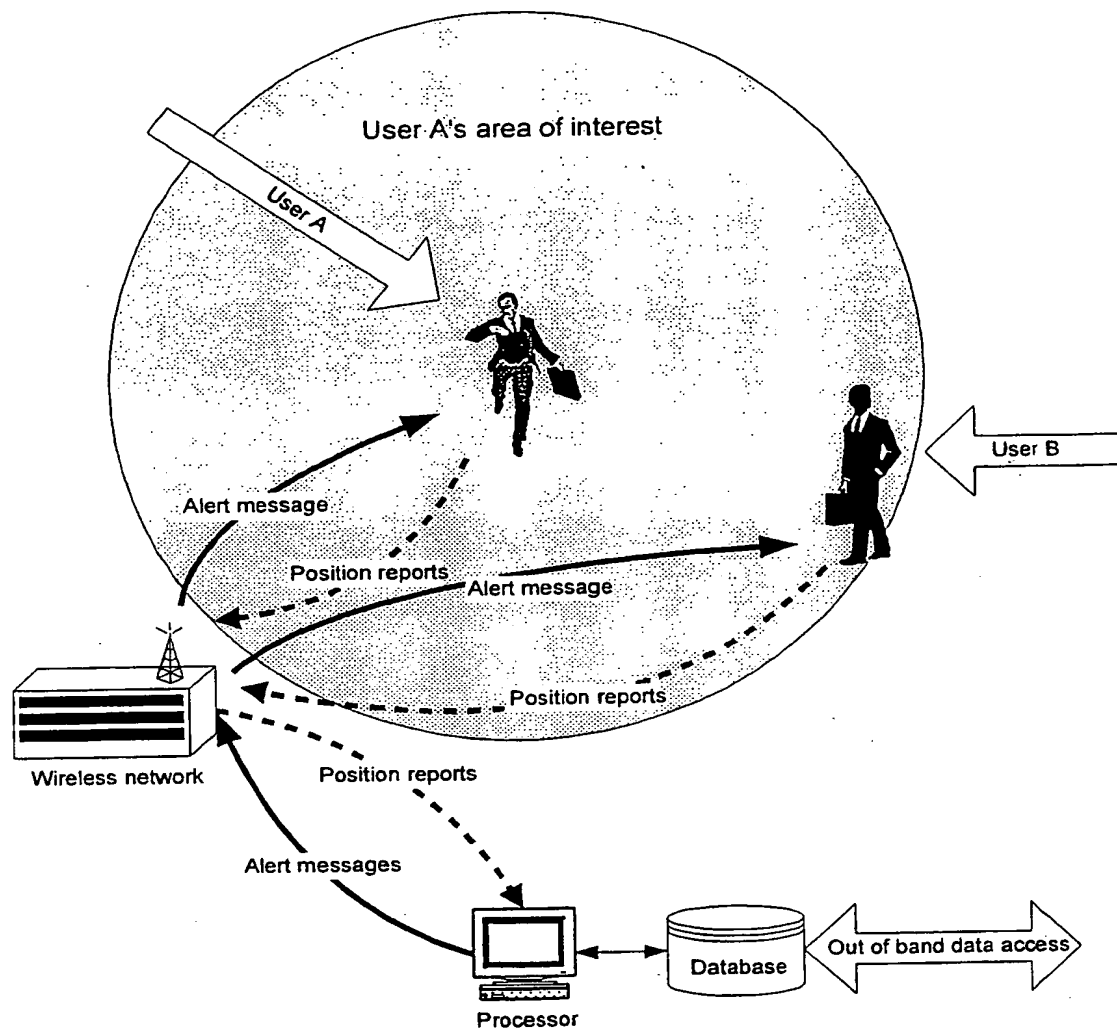 User A's area of interest
User A
User B
Alert message
Position reports
Alert message
Position reports
Wireless network
Position reports
Alert messages
Out of band data access
Database
Processor